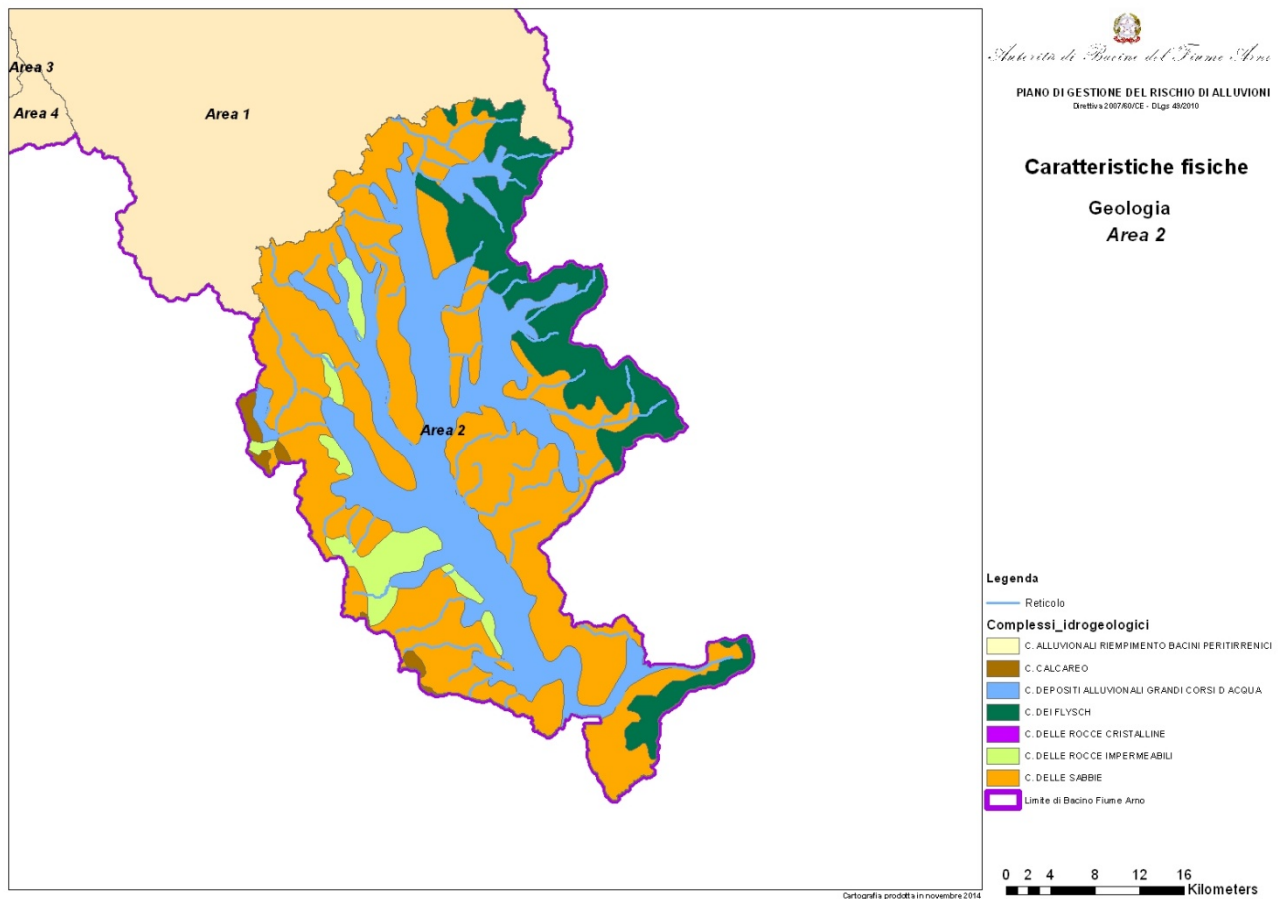 Area 3
Area 4
Area 1
Area 2
Autorità di Bacino del Fiume Arno
PIANO DI GESTIONE DEL RISCHIO DI ALLUVIONI
Direttiva 2007/60/CE - DLgs 49/2010
Caratteristiche fisiche
Geologia
Area 2
Legenda
Reticolo
Complessi_idrogeologici
C. ALLUVIONALI RIEMPIMENTO BACINI PERITIRRENICI
C. CALCAREO
C. DEPOSITI ALLUVIONALI GRANDI CORSI D ACQUA
C. DEI FLYSCH
C. DELLE ROCCE CRISTALLINE
C. DELLE ROCCE IMPERMEABILI
C. DELLE SABBIE
Limite di Bacino Fiume Arno
0 2 4 8 12 16
Kilometers
Cartografia prodotta in novembre 2014